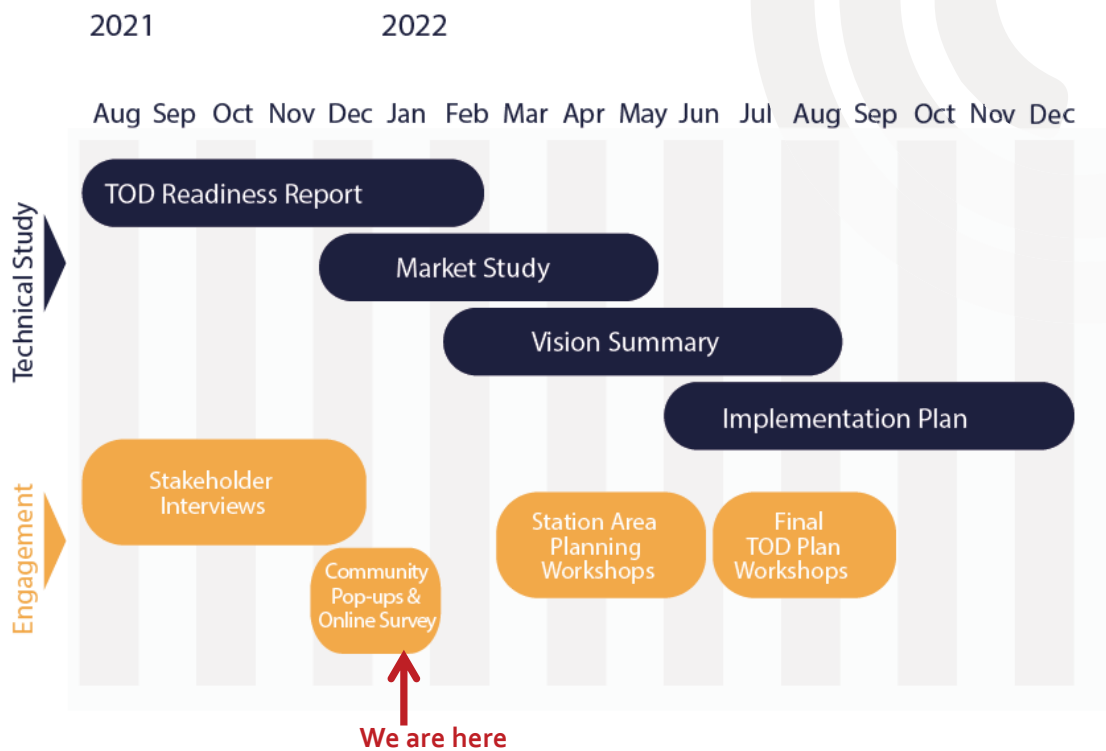 2021 2022
Aug Sep Oct Nov Dec Jan Feb Mar Apr May Jun Jul Aug Sep Oct Nov Dec
Technical Study
TOD Readiness Report
Market Study
Vision Summary
Implementation Plan
Engagement
Stakeholder
Interviews
Community
Pop-ups &
Online Survey
Station Area
Planning
Workshops
Final
TOD Plan
Workshops
We are here